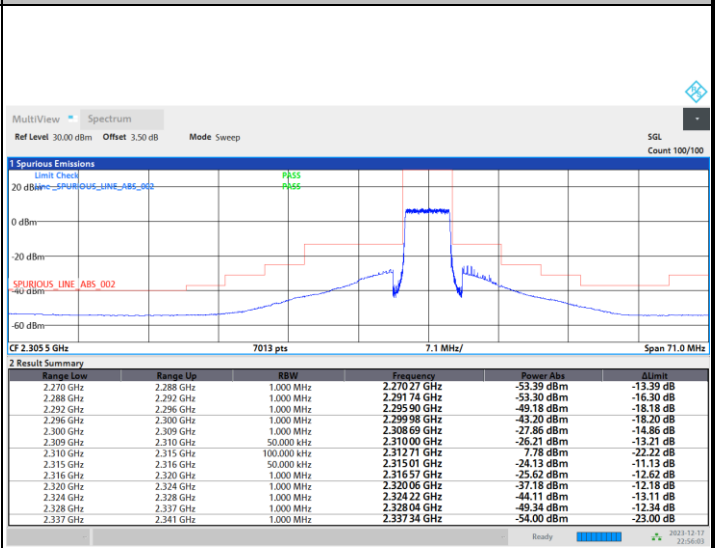 MultiView Spectrum
Ref Level 30.00 dBm Offset 3.50 dB Mode Sweep SGL
Count 100/100
1 Spurious Emissions
Limit Check PASS
20 dBm Line _SPURIOUS_LINE_ABS_002 PASS
0 dBm
-20 dBm
_SPURIOUS_LINE_ABS_002
-40 dBm
-60 dBm
CF 2.305 5 GHz 7013 pts 7.1 MHz/ Span 71.0 MHz
2 Result Summary
Range Low Range Up RBW Frequency Power Abs ΔLimit
2.270 GHz 2.288 GHz 1.000 MHz 2.270 27 GHz -53.39 dBm -13.39 dB
2.288 GHz 2.292 GHz 1.000 MHz 2.291 74 GHz -53.30 dBm -16.30 dB
2.292 GHz 2.296 GHz 1.000 MHz 2.295 90 GHz -49.18 dBm -18.18 dB
2.296 GHz 2.300 GHz 1.000 MHz 2.299 98 GHz -43.20 dBm -18.20 dB
2.300 GHz 2.309 GHz 1.000 MHz 2.308 69 GHz -27.86 dBm -14.86 dB
2.309 GHz 2.310 GHz 50.000 kHz 2.310 00 GHz -26.21 dBm -13.21 dB
2.310 GHz 2.315 GHz 100.000 kHz 2.312 71 GHz 7.78 dBm -22.22 dB
2.315 GHz 2.316 GHz 50.000 kHz 2.315 01 GHz -24.13 dBm -11.13 dB
2.316 GHz 2.320 GHz 1.000 MHz 2.316 57 GHz -25.62 dBm -12.62 dB
2.320 GHz 2.324 GHz 1.000 MHz 2.320 06 GHz -37.18 dBm -12.18 dB
2.324 GHz 2.328 GHz 1.000 MHz 2.324 22 GHz -44.11 dBm -13.11 dB
2.328 GHz 2.337 GHz 1.000 MHz 2.328 04 GHz -49.34 dBm -12.34 dB
2.337 GHz 2.341 GHz 1.000 MHz 2.337 34 GHz -54.00 dBm -23.00 dB
Ready 2023-12-17
22:56:03